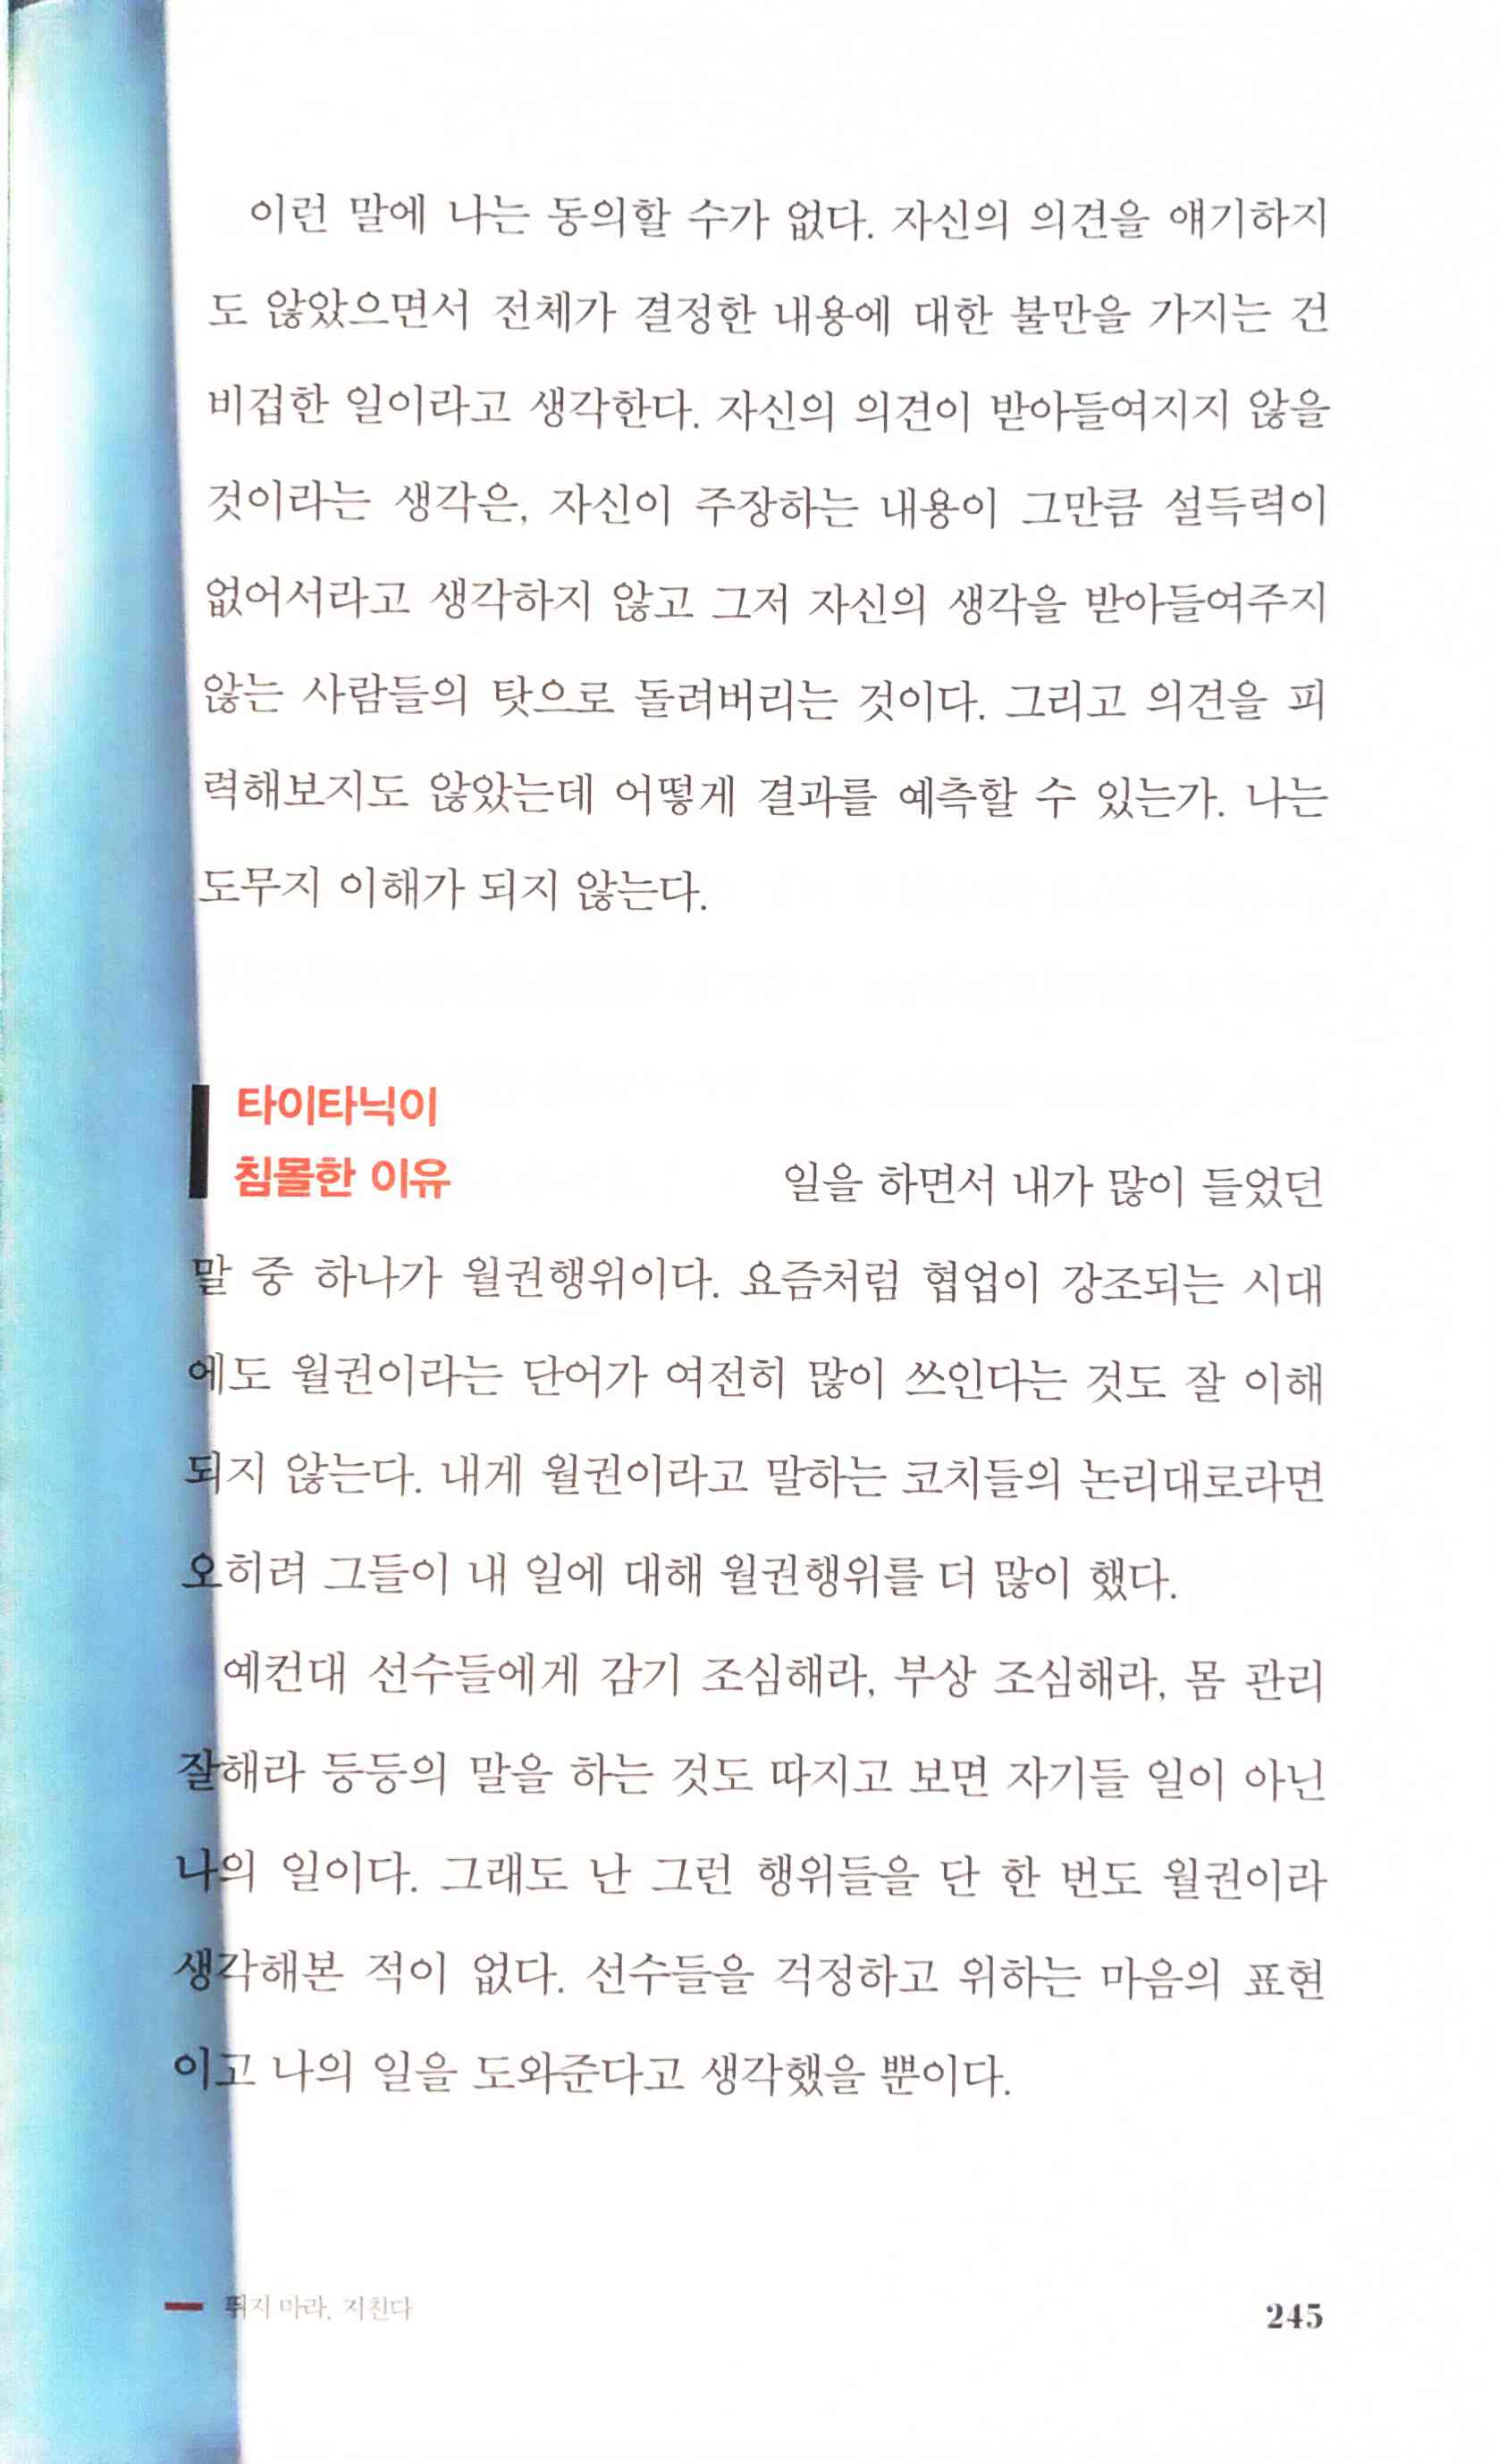 이런 말에 나는 동의할 수가 없다. 자신의 의견을 얘기하지
도 않았으면서 전체가 결정한 내용에 대한 불만을 가지는 건
비겁한 일이라고 생각한다. 자신의 의견이 받아들여지지 않을
것이라는 생각은, 자신이 주장하는 내용이 그만큼 설득력이
없어서라고 생각하지 않고 그저 자신의 생각을 받아들여주지
않는 사람들의 탓으로 돌려버리는 것이다. 그리고 의견을 피
력해보지도 않았는데 어떻게 결과를 예측할 수 있는가. 나는
도무지 이해가 되지 않는다.
타이타닉이
침몰한 이유
일을 하면서 내가 많이 들었던
말 중 하나가 월권행위이다. 요즘처럼 협업이 강조되는 시대
에도 월권이라는 단어가 여전히 많이 쓰인다는 것도 잘 이해
되지 않는다. 내게 월권이라고 말하는 코치들의 논리대로라면
오히려 그들이 내 일에 대해 월권행위를 더 많이 했다.
예컨대 선수들에게 감기 조심해라, 부상 조심해라, 몸 관리
잘해라 등등의 말을 하는 것도 따지고 보면 자기들 일이 아닌
나의 일이다. 그래도 난 그런 행위들을 단 한 번도 월권이라
생각해본 적이 없다. 선수들을 걱정하고 위하는 마음의 표현
이고 나의 일을 도와준다고 생각했을 뿐이다.
뛰지 마라, 지친다
245